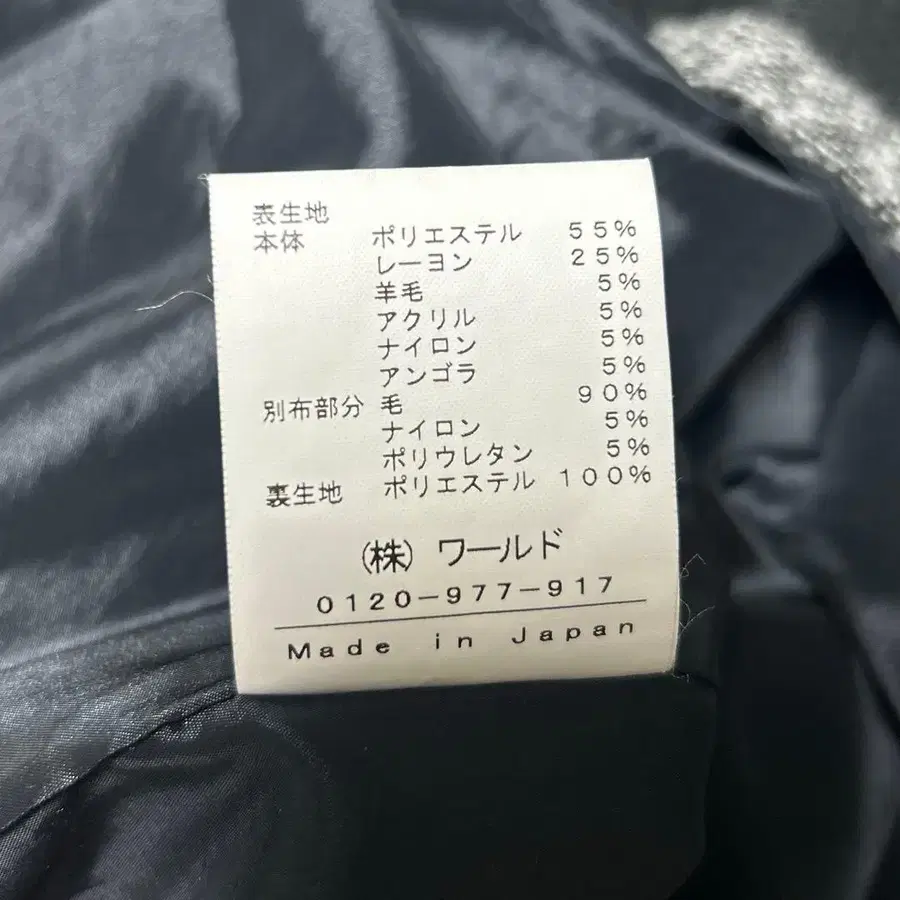 表生地
本体 ポリエステル 55%
レーヨン 25%
羊毛 5%
アクリル 5%
ナイロン 5%
アンゴラ 5%
別布部分 毛 90%
ナイロン 5%
ポリウレタン 5%
裏生地 ポリエステル 100%
(株) ワールド
0120-977-917
Made in Japan